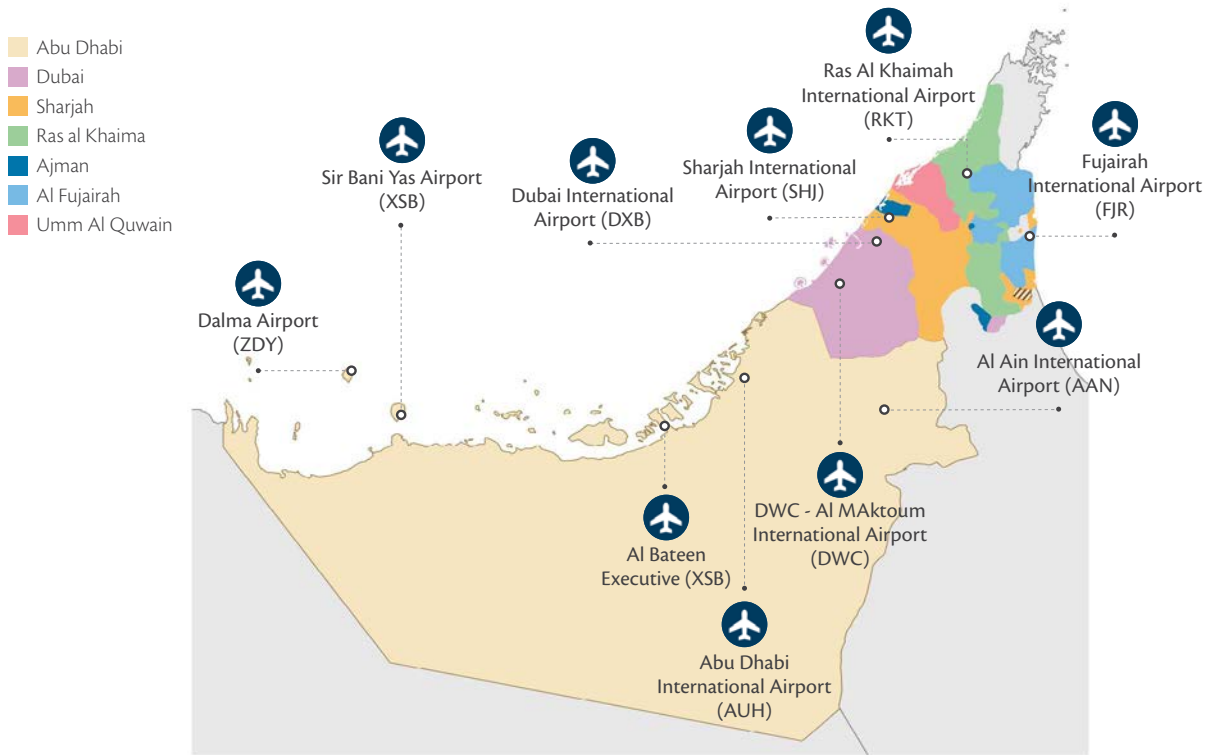 Abu Dhabi
Dubai
Sharjah
Ras al Khaima
Ajman
Al Fujairah
Umm Al Quwain
Ras Al Khaimah
International Airport
(RKT)
Fujairah
International Airport
(FJR)
Sharjah International
Airport (SHJ)
Sir Bani Yas Airport
(XSB)
Dubai International
Airport (DXB)
Dalma Airport
(ZDY)
Al Ain International
Airport (AAN)
DWC - Al MAktoum
International Airport
(DWC)
Al Bateen
Executive (XSB)
Abu Dhabi
International Airport
(AUH)